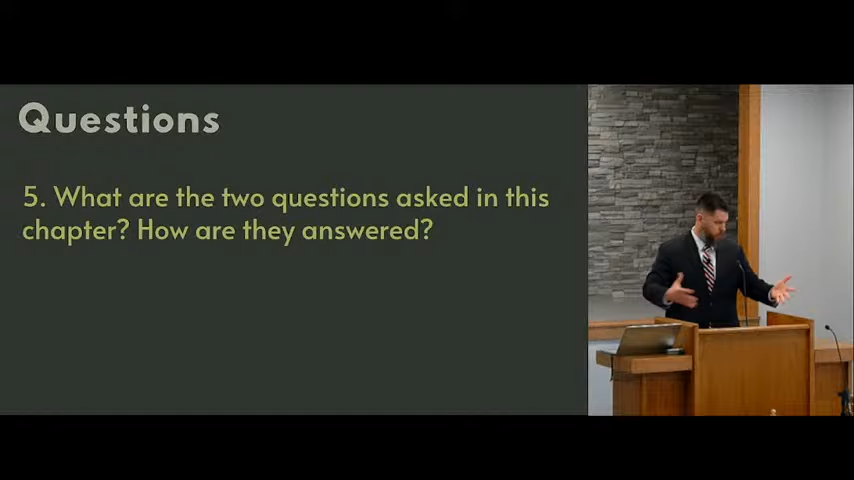 Questions
5. What are the two questions asked in this
chapter? How are they answered?